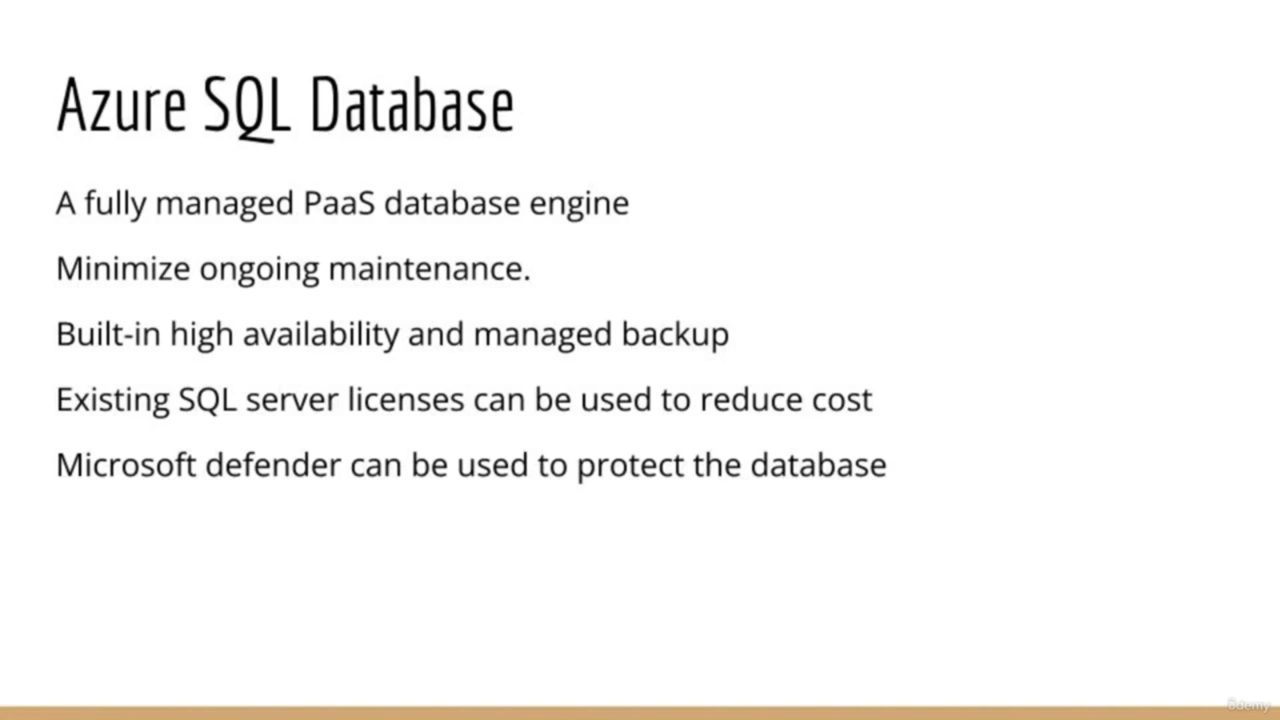 Azure SQL Database
A fully managed PaaS database engine
Minimize ongoing maintenance.
Built-in high availability and managed backup
Existing SQL server licenses can be used to reduce cost
Microsoft defender can be used to protect the database
ûdemy